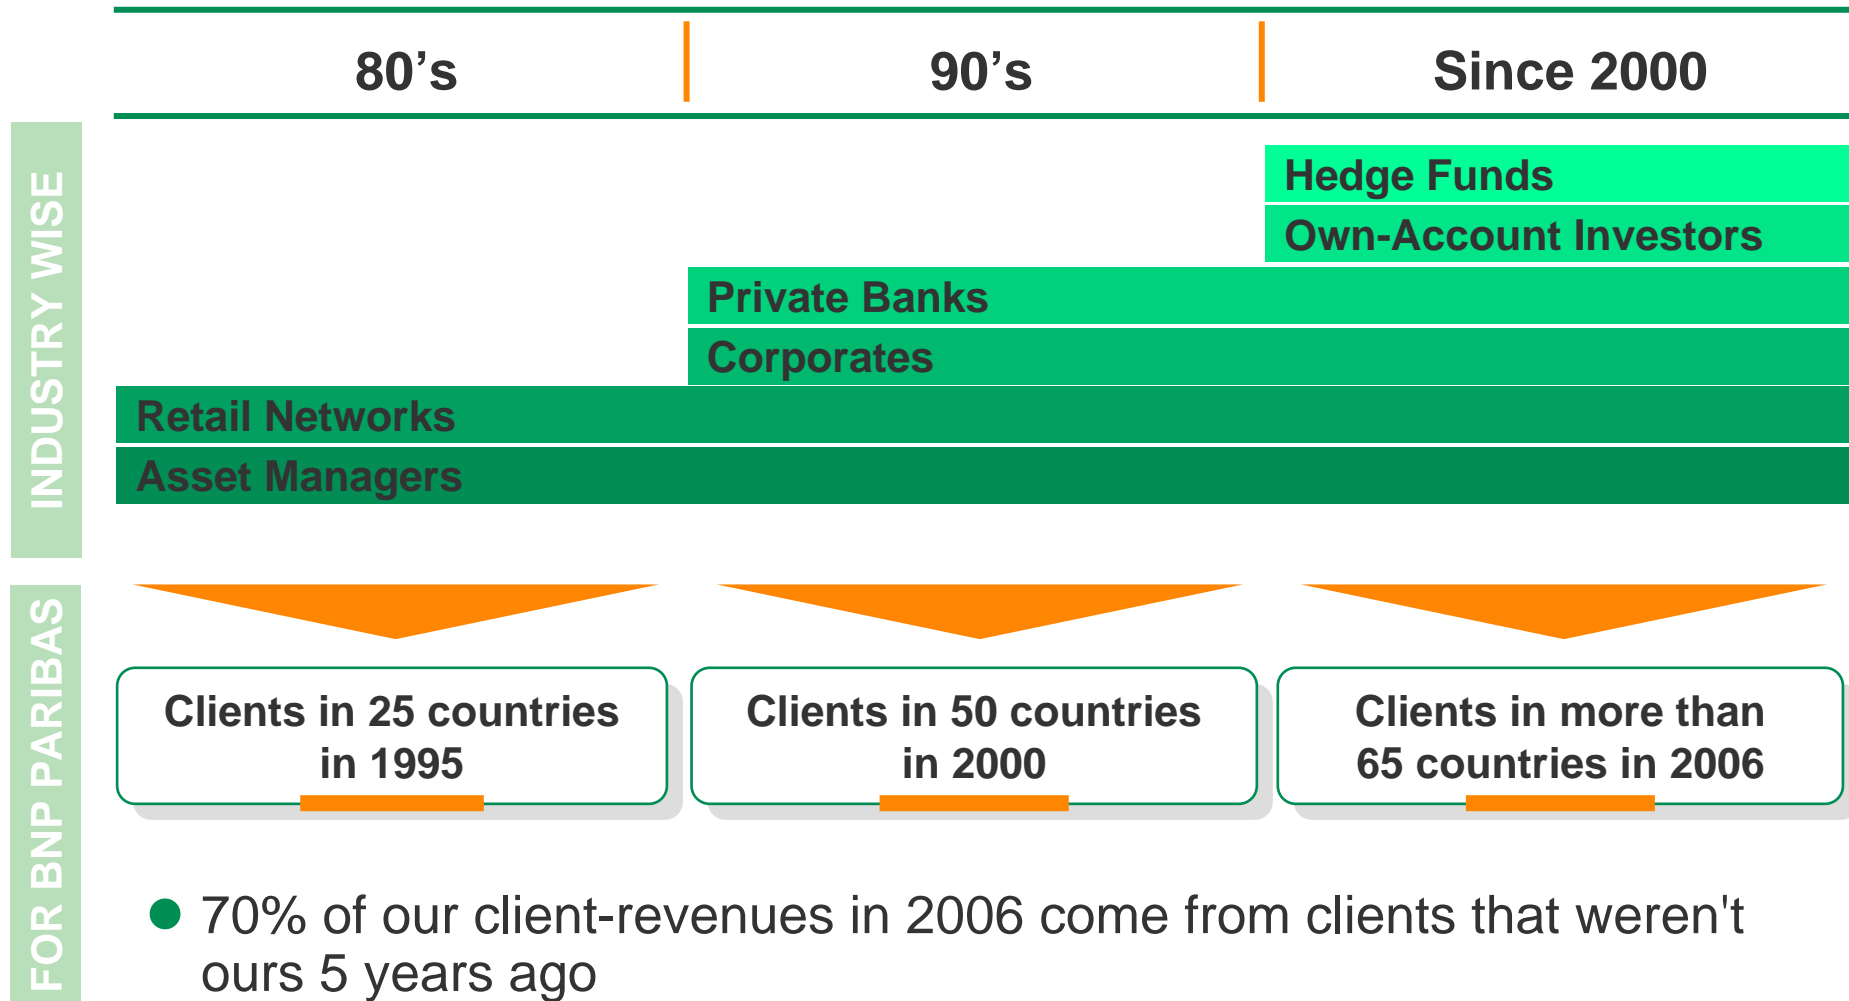 80’s
90’s
Since 2000
INDUSTRY WISE
Hedge Funds
Own-Account Investors
Private Banks
Corporates
Retail Networks
Asset Managers
FOR BNP PARIBAS
Clients in 25 countries
in 1995
Clients in 50 countries
in 2000
Clients in more than
65 countries in 2006
70% of our client-revenues in 2006 come from clients that weren't
ours 5 years ago